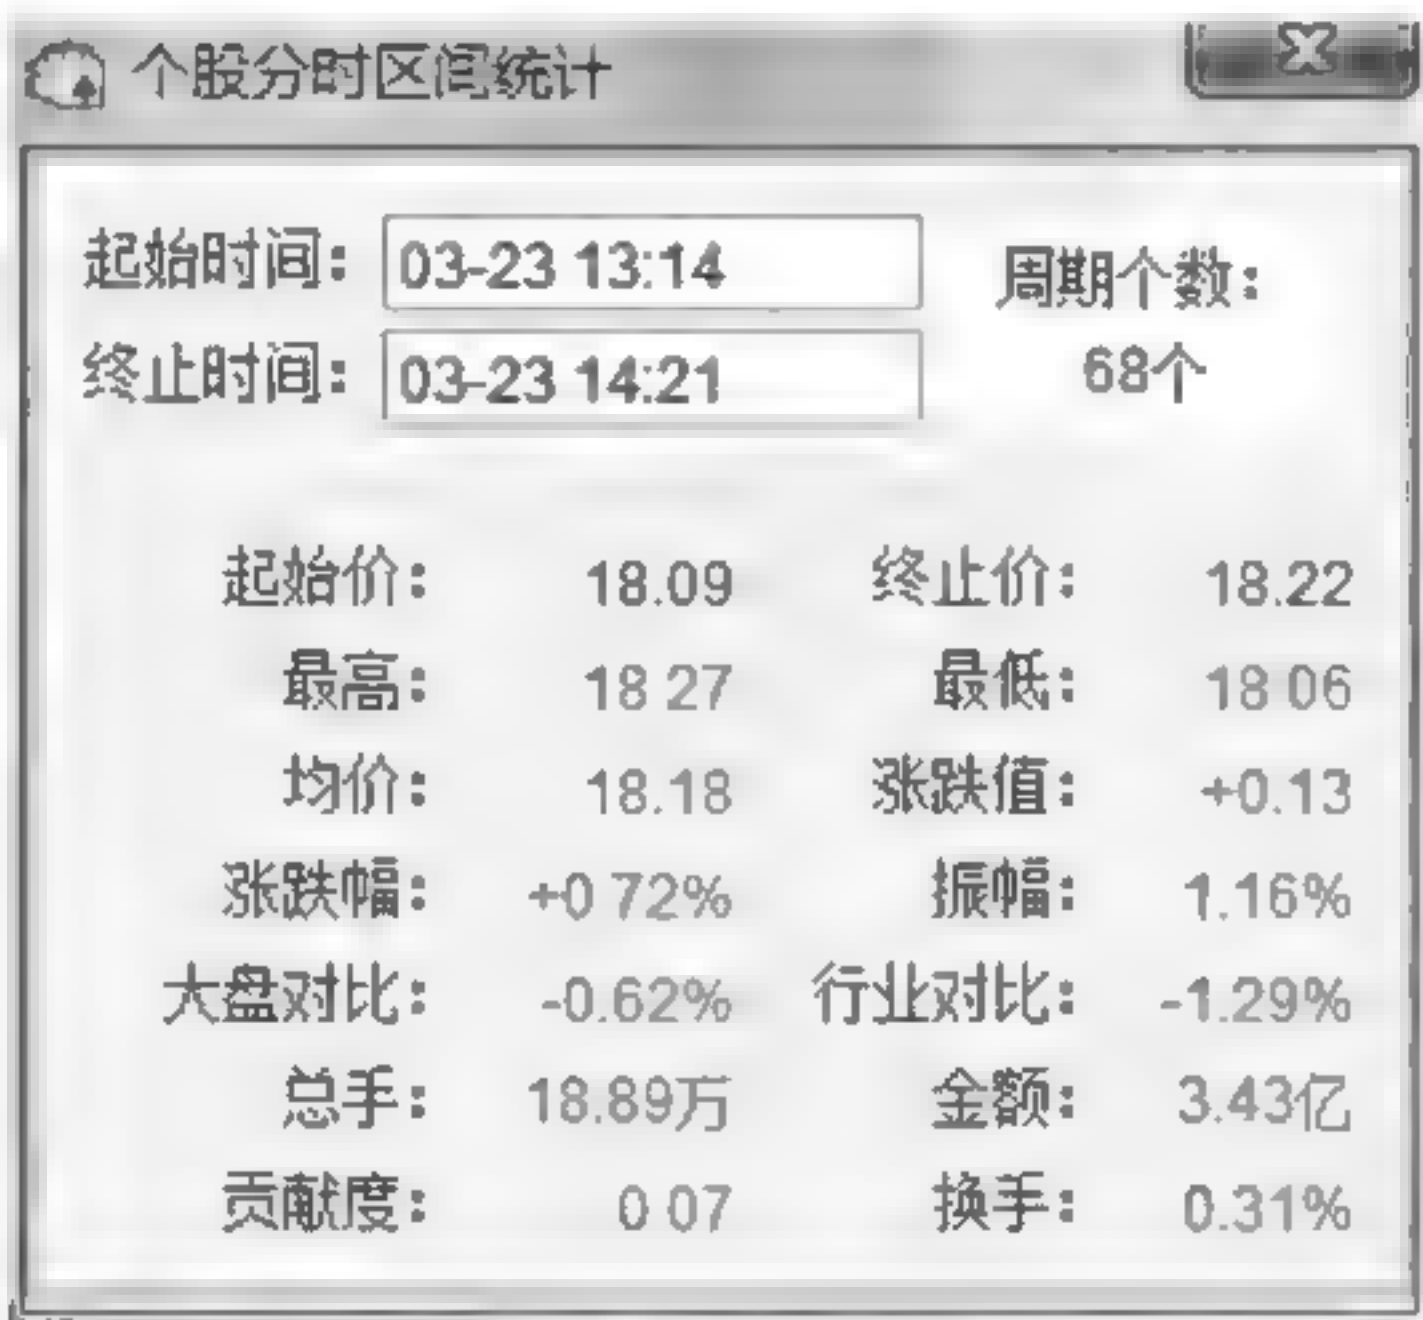 个股分时区间统计
起始时间： 03-23 13:14 周期个数：
终止时间： 03-23 14:21 68个
起始价： 18.09 终止价： 18.22
最高： 18 27 最低： 18 06
均价： 18.18 涨跌值： +0.13
涨跌幅： +0 72% 振幅： 1.16%
大盘对比： -0.62% 行业对比： -1.29%
总手： 18.89万 金额： 3.43亿
贡献度： 0 07 换手： 0.31%